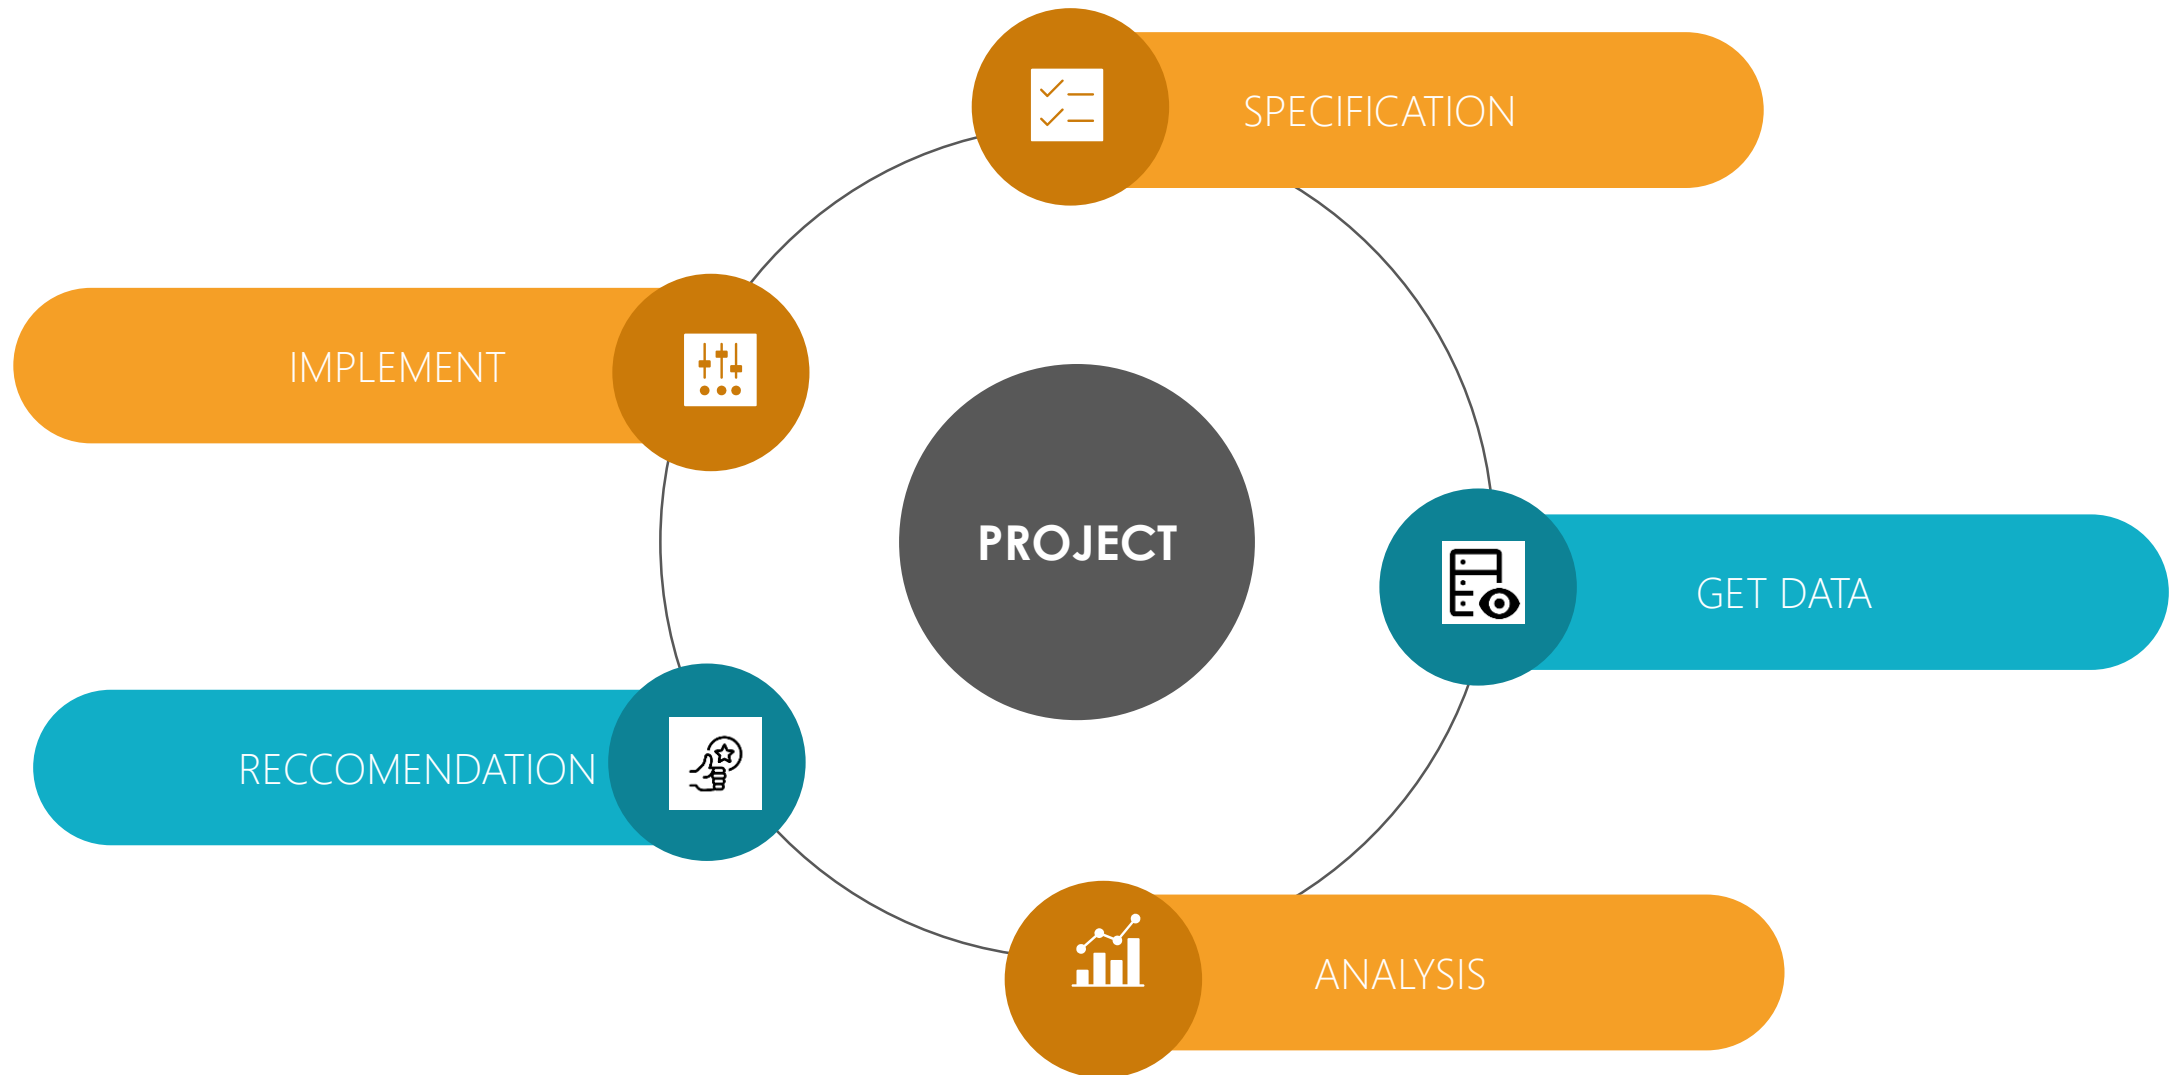 SPECIFICATION
IMPLEMENT
PROJECT
GET DATA
RECCOMENDATION
ANALYSIS